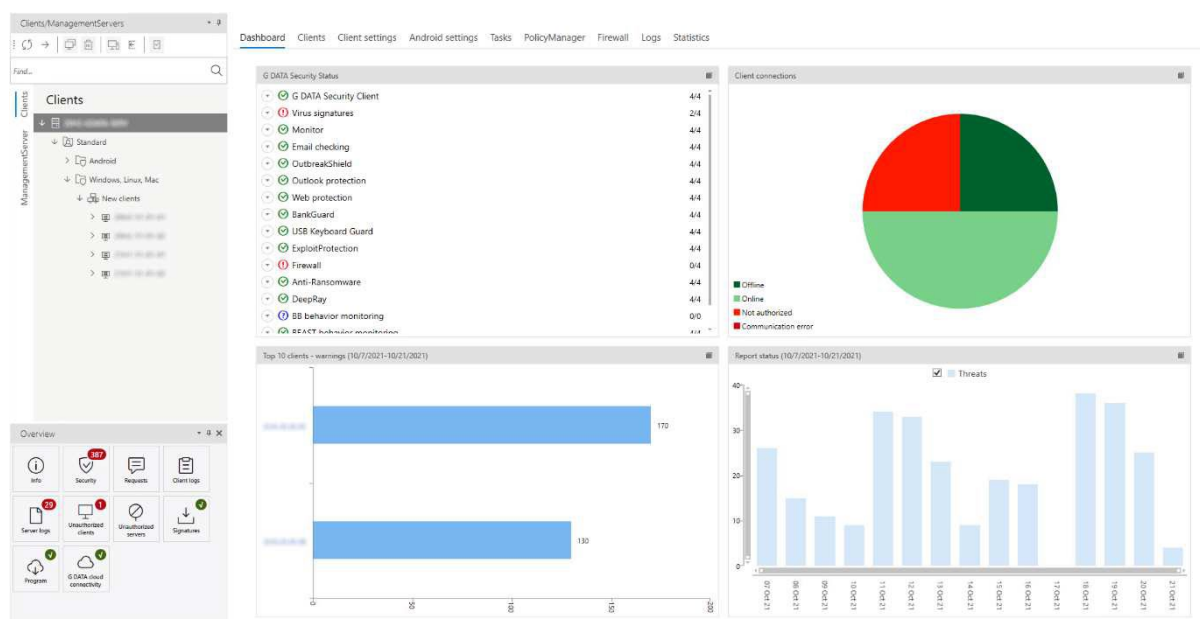 Clients/ManagementServers
Find...
Clients
ManagementServer
Clients
Standard
Android
Windows, Linux, Mac
New clients
Overview
Info
387
Security
Requests
Client logs
29
Server logs
1
Unauthorized
clients
Unauthorized
servers
Signatures
Program
G DATA cloud
connectivity
Dashboard Clients Client settings Android settings Tasks PolicyManager Firewall Logs Statistics
G DATA Security Status
G DATA Security Client 4/4
Virus signatures 2/4
Monitor 4/4
Email checking 4/4
OutbreakShield 4/4
Outlook protection 4/4
Web protection 4/4
BankGuard 4/4
USB Keyboard Guard 4/4
ExploitProtection 4/4
Firewall 0/4
Anti-Ransomware 4/4
DeepRay 4/4
BB behavior monitoring 0/0
BEAST behavior monitoring 4/4
Client connections
Offline
Online
Not authorized
Communication error
Top 10 clients - warnings (10/7/2021-10/21/2021)
170
130
0 50 100 150 200
Report status (10/7/2021-10/21/2021)
Threats
40
30
20
10
0
07 Oct 21 08 Oct 21 09 Oct 21 10 Oct 21 11 Oct 21 12 Oct 21 13 Oct 21 14 Oct 21 15 Oct 21 16 Oct 21 17 Oct 21 18 Oct 21 19 Oct 21 20 Oct 21 21 Oct 21